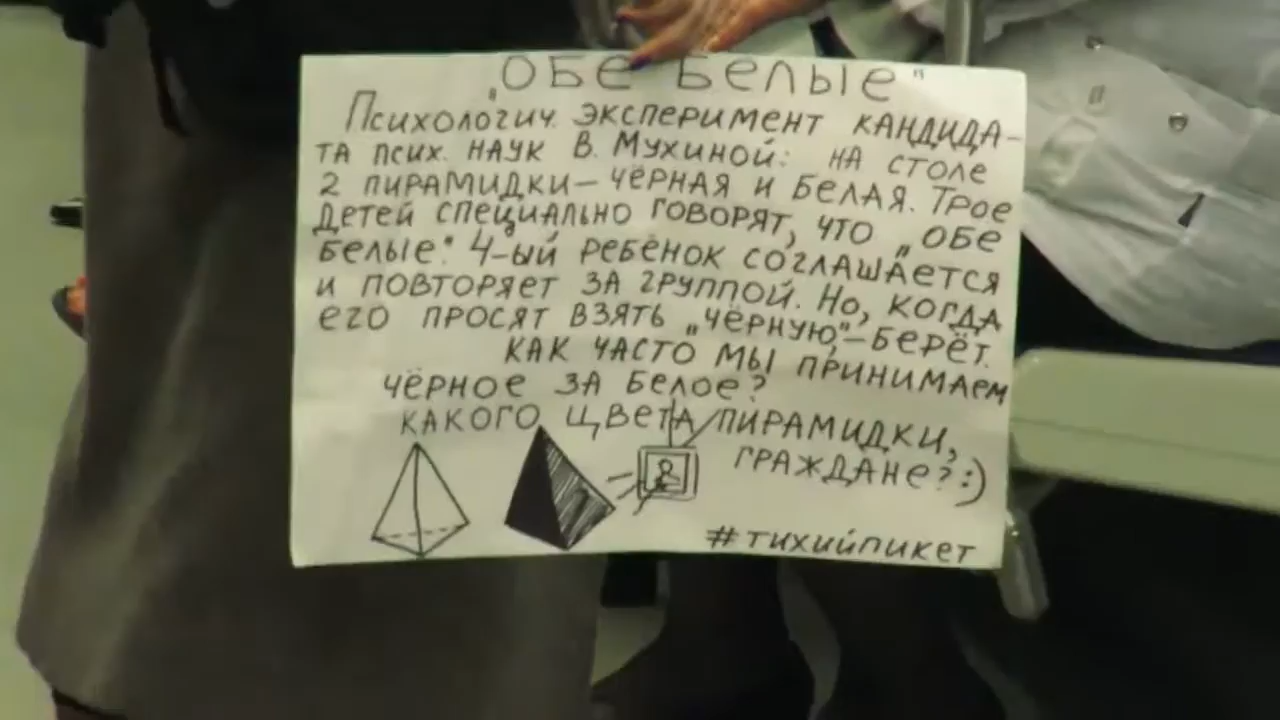 "ОБЕ БЕЛЫЕ"
Психологич. эксперимент кандида-
та псих. наук В. Мухиной: на столе
2 пирамидки – чёрная и белая. Трое
детей специально говорят, что „обе
белые". 4-ый ребёнок соглашается
и повторяет за группой. Но, когда
его просят взять „чёрную", – берёт.
Как часто мы принимаем
чёрное за белое?
Какого цвета пирамидки,
граждане? :)
#тихийпикет